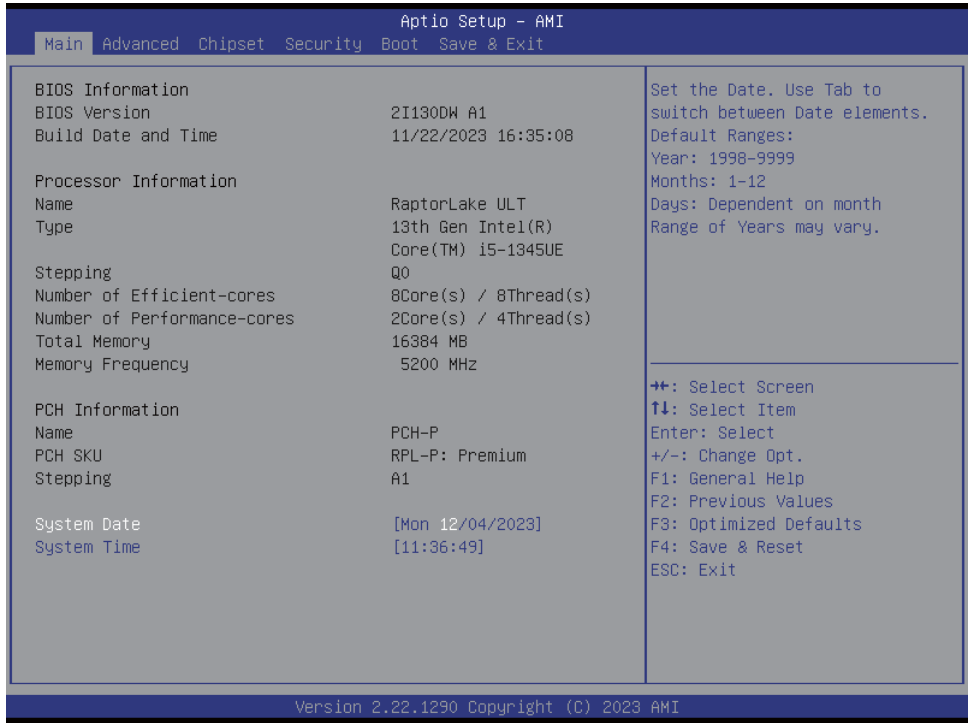 Aptio Setup – AMI
Main Advanced Chipset Security Boot Save & Exit
BIOS Information
BIOS Version 2I130DW A1
Build Date and Time 11/22/2023 16:35:08
Processor Information
Name RaptorLake ULT
Type 13th Gen Intel(R)
Core(TM) i5-1345UE
Stepping Q0
Number of Efficient-cores 8Core(s) / 8Thread(s)
Number of Performance-cores 2Core(s) / 4Thread(s)
Total Memory 16384 MB
Memory Frequency 5200 MHz
PCH Information
Name PCH-P
PCH SKU RPL-P: Premium
Stepping A1
System Date [Mon 12/04/2023]
System Time [11:36:49]
Set the Date. Use Tab to
switch between Date elements.
Default Ranges:
Year: 1998-9999
Months: 1-12
Days: Dependent on month
Range of Years may vary.
→←: Select Screen
↑↓: Select Item
Enter: Select
+/-: Change Opt.
F1: General Help
F2: Previous Values
F3: Optimized Defaults
F4: Save & Reset
ESC: Exit
Version 2.22.1290 Copyright (C) 2023 AMI